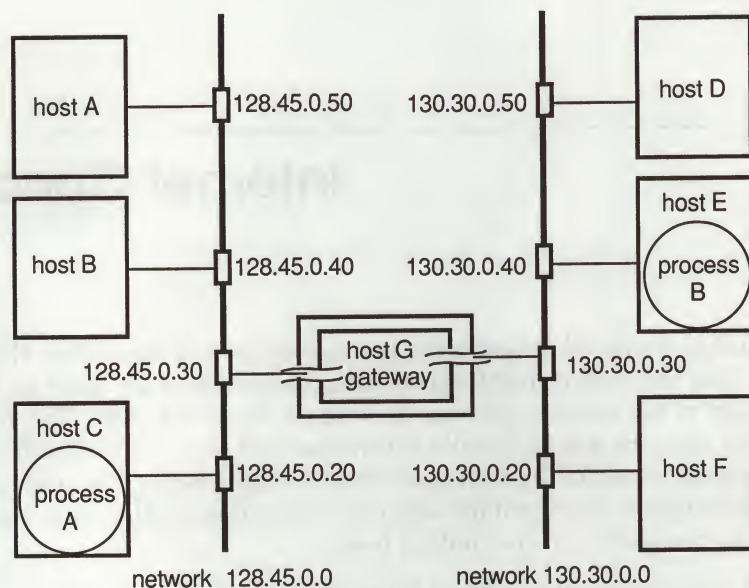 host A
128.45.0.50
130.30.0.50
host D
host B
128.45.0.40
130.30.0.40
host E
process
B
128.45.0.30
host G
gateway
130.30.0.30
host C
process
A
128.45.0.20
130.30.0.20
host F
network 128.45.0.0
network 130.30.0.0